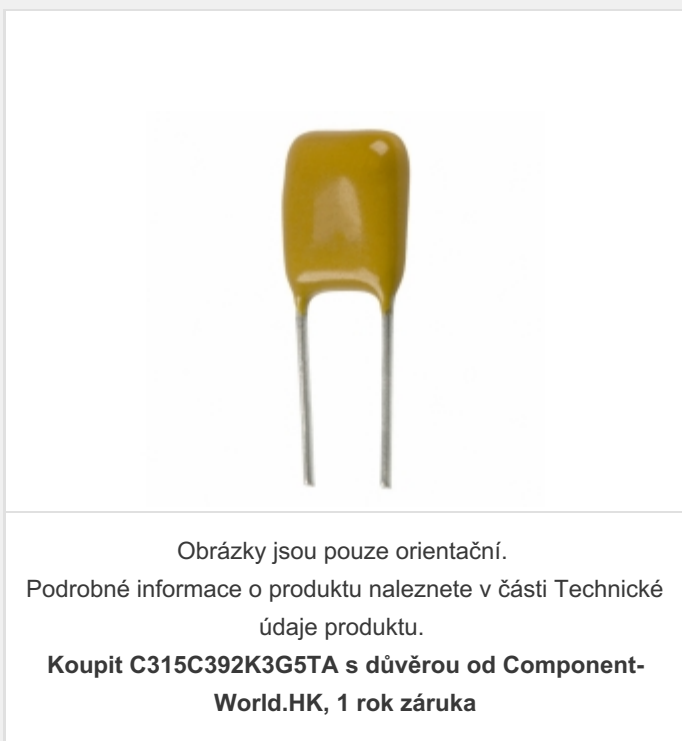 Obrázky jsou pouze orientační.
Podrobné informace o produktu naleznete v části Technické
údaje produktu.
Koupit C315C392K3G5TA s důvěrou od Component-
World.HK, 1 rok záruka